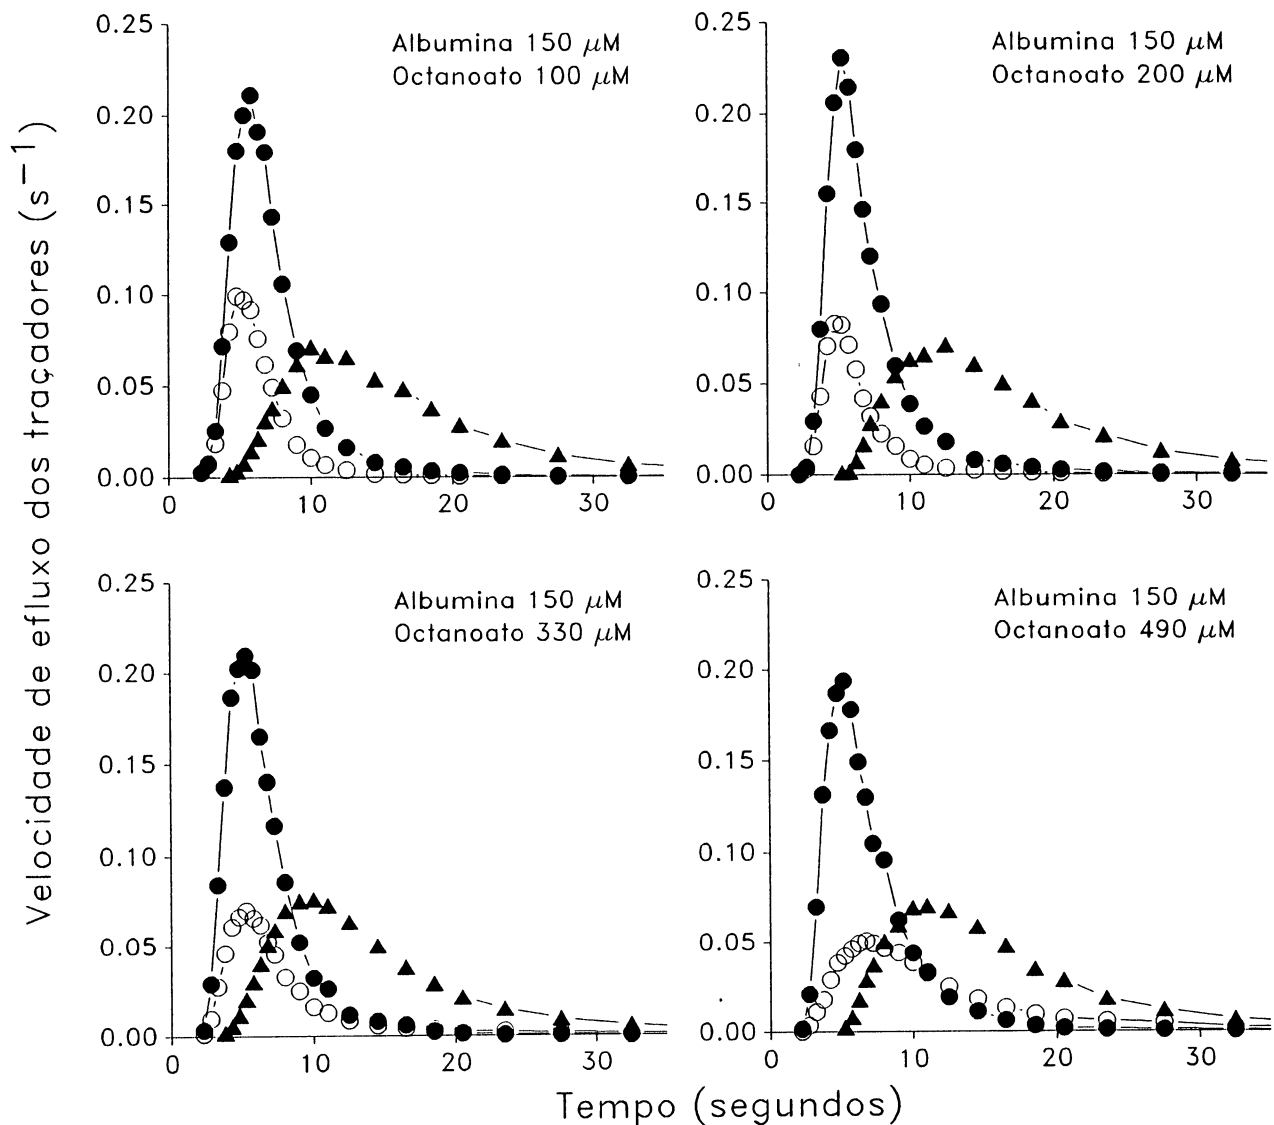 Velocidade de efluxo dos traçadores (s⁻¹)
0.25
0.20
0.15
0.10
0.05
0.00
0 10 20 30
Albumina 150 μM
Octanoato 100 μM
0.25
0.20
0.15
0.10
0.05
0.00
0 10 20 30
Albumina 150 μM
Octanoato 200 μM
0.25
0.20
0.15
0.10
0.05
0.00
0 10 20 30
Albumina 150 μM
Octanoato 330 μM
0.25
0.20
0.15
0.10
0.05
0.00
0 10 20 30
Albumina 150 μM
Octanoato 490 μM
Tempo (segundos)